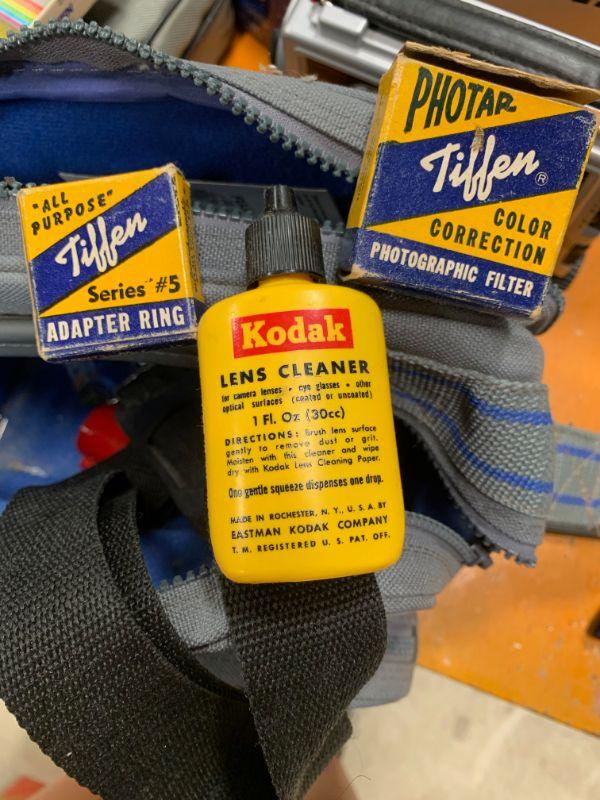 "ALL
PURPOSE"
Tiffen
Series #5
ADAPTER RING
PHOTAR
Tiffen®
COLOR
CORRECTION
PHOTOGRAPHIC FILTER
Kodak
LENS CLEANER
for camera lenses • eye glasses • other
optical surfaces (coated or uncoated)
1 Fl. Oz (30cc)
DIRECTIONS: Brush lens surface
gently to remove dust or grit.
Moisten with this cleaner and wipe
dry with Kodak Lens Cleaning Paper.
One gentle squeeze dispenses one drop.
MADE IN ROCHESTER, N. Y., U. S. A. BY
EASTMAN KODAK COMPANY
T. M. REGISTERED U. S. PAT. OFF.